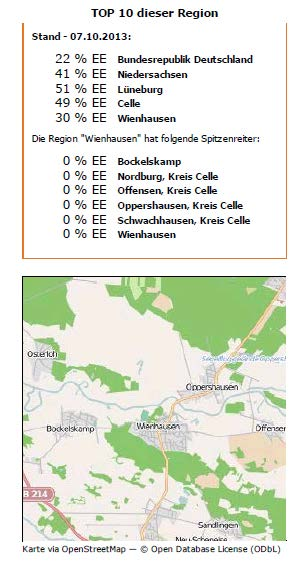 TOP 10 dieser Region
Stand - 07.10.2013:
22 % EE Bundesrepublik Deutschland
41 % EE Niedersachsen
51 % EE Lüneburg
49 % EE Celle
30 % EE Wienhausen
Die Region "Wienhausen" hat folgende Spitzenreiter:
0 % EE Bockelskamp
0 % EE Nordburg, Kreis Celle
0 % EE Offensen, Kreis Celle
0 % EE Oppershausen, Kreis Celle
0 % EE Schwachhausen, Kreis Celle
0 % EE Wienhausen
Osterloh
Oppershausen
Bockelskamp
Wienhausen
Offensen
B 214
Sandlingen
Karte via OpenStreetMap — © Open Database License (ODbL)